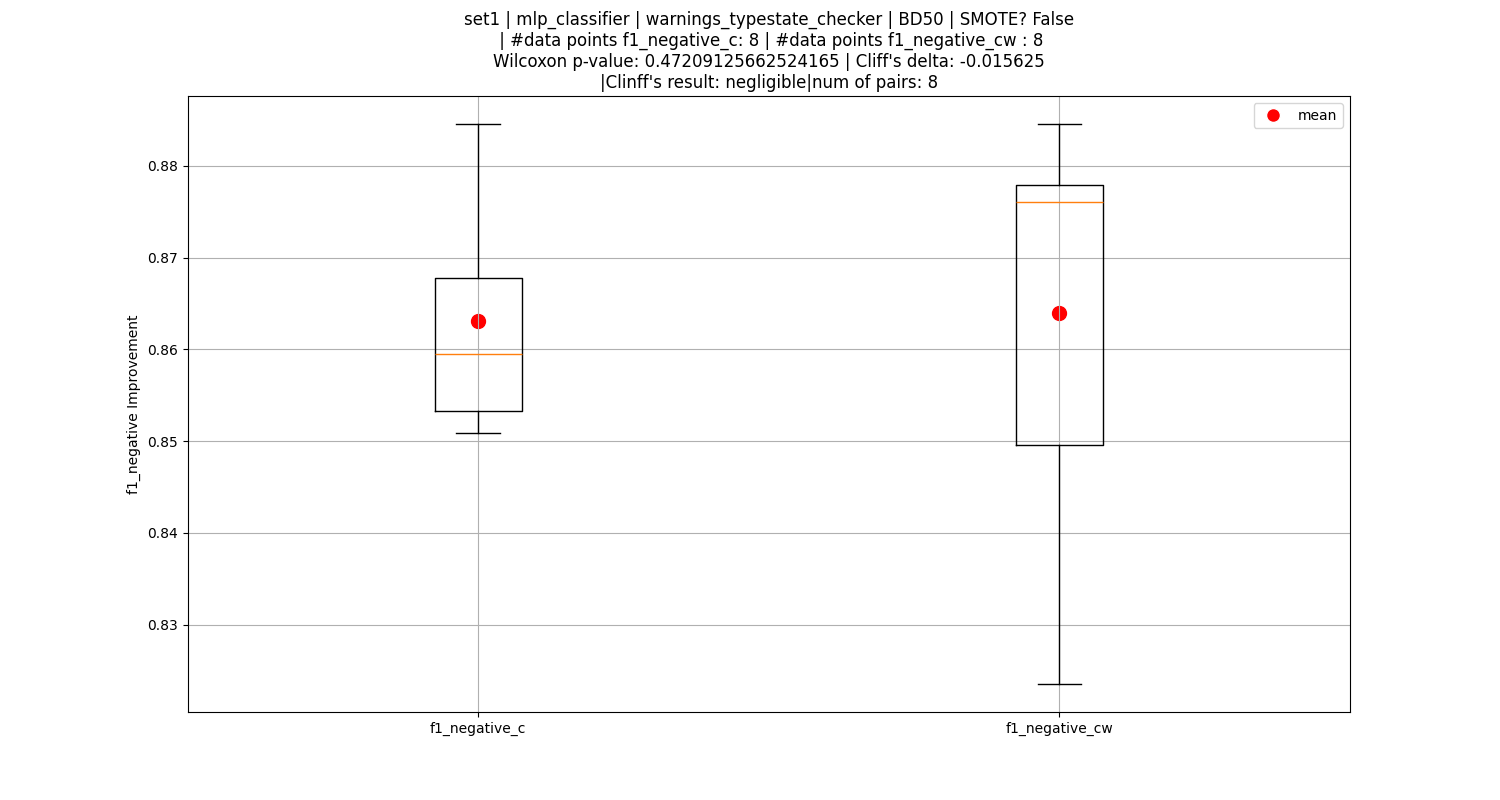 set1 | mlp_classifier | warnings_typestate_checker | BD50 | SMOTE? False
| #data points f1_negative_c: 8 | #data points f1_negative_cw : 8
Wilcoxon p-value: 0.47209125662524165 | Cliff's delta: -0.015625
|Clinff's result: negligible|num of pairs: 8
mean
0.88
0.87
0.86
0.85
0.84
0.83
f1_negative Improvement
f1_negative_c
f1_negative_cw